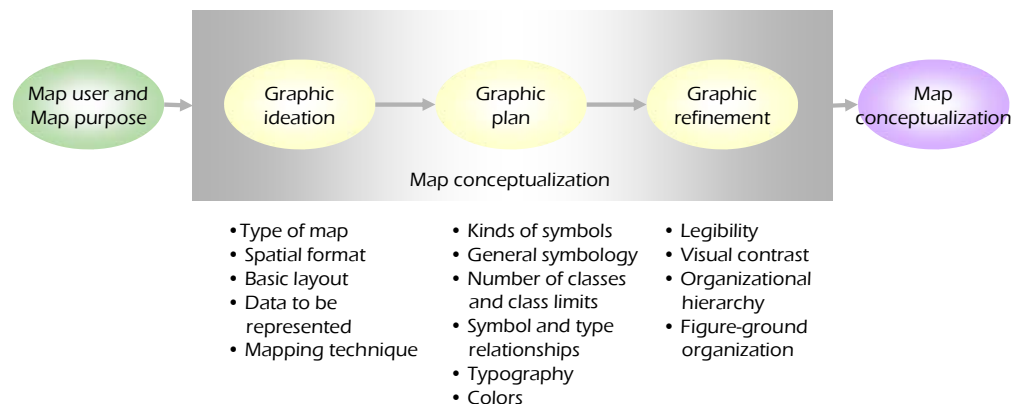 Map user and
Map purpose
Graphic
ideation
Graphic
plan
Graphic
refinement
Map
conceptualization
Map conceptualization
• Type of map
• Spatial format
• Basic layout
• Data to be
represented
• Mapping technique
• Kinds of symbols
• General symbology
• Number of classes
and class limits
• Symbol and type
relationships
• Typography
• Colors
• Legibility
• Visual contrast
• Organizational
hierarchy
• Figure-ground
organization